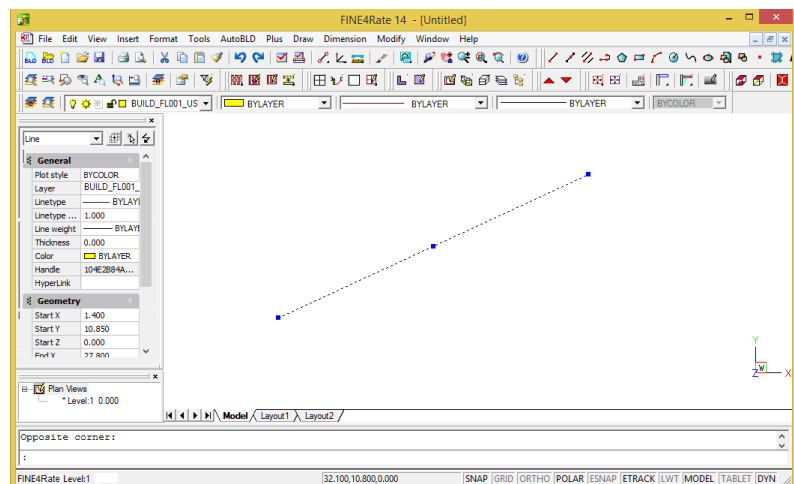 FINE4Rate 14 - [Untitled]
File Edit View Insert Format Tools AutoBLD Plus Draw Dimension Modify Window Help
BLD BLD
BUILD_FL001_US BYLAYER BYLAYER BYLAYER BYCOLOR
Line
General
Plot style BYCOLOR
Layer BUILD_FL001_
Linetype BYLAYI
Linetype ... 1.000
Line weight BYLAYE
Thickness 0.000
Color BYLAYER
Handle 104E2B84A...
HyperLink
Geometry
Start X 1.400
Start Y 10.850
Start Z 0.000
End X 27.800
Plan Views
* Level:1 0.000
Y
W
Z X
Model Layout1 Layout2
Opposite corner:
:
FINE4Rate Level:1 32.100,10.800,0.000 SNAP GRID ORTHO POLAR ESNAP ETRACK LWT MODEL TABLET DYN